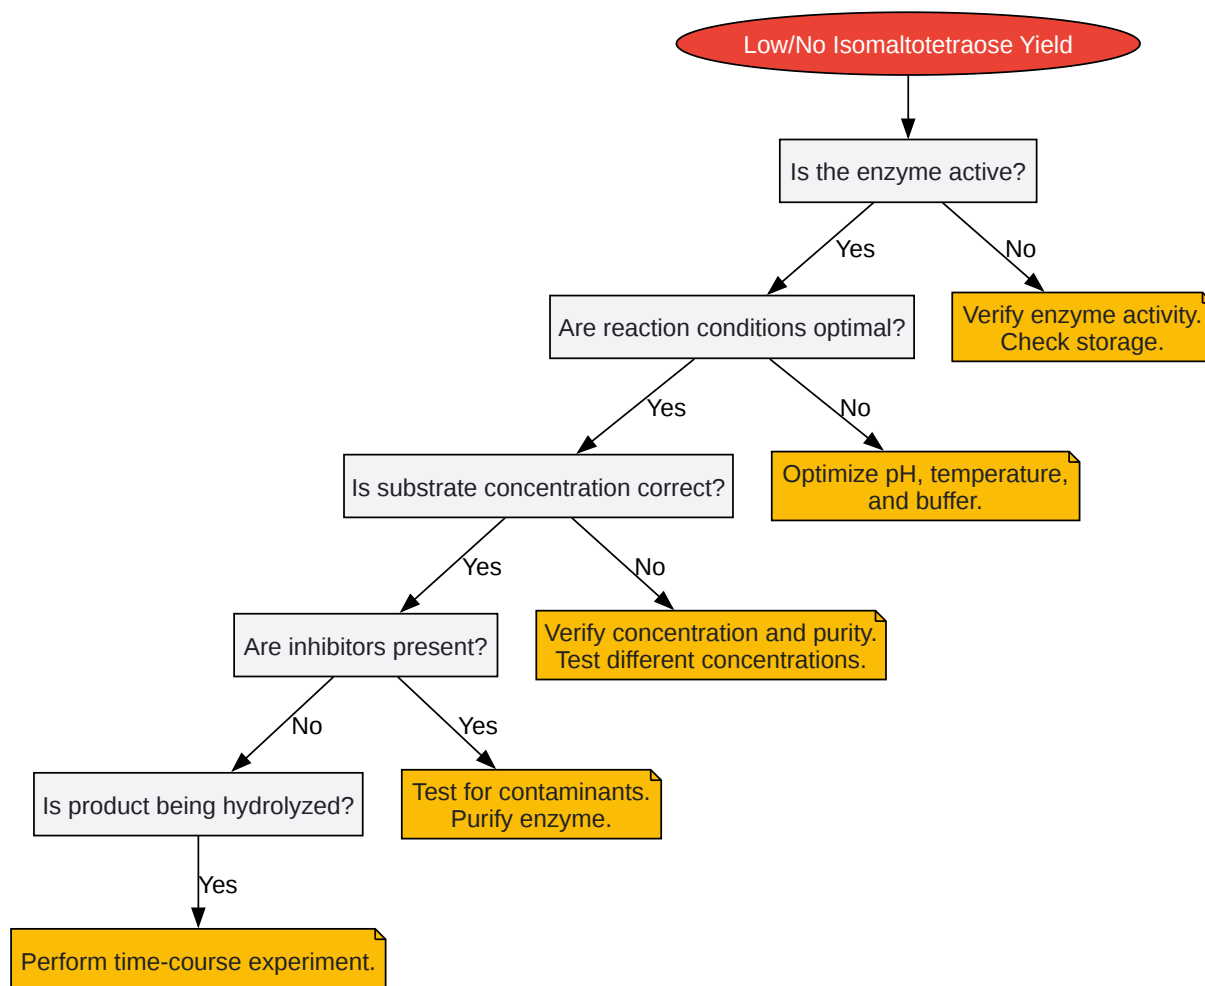 Low/No Isomaltotetraose Yield
Is the enzyme active?
Yes
No
Are reaction conditions optimal?
Verify enzyme activity.
Check storage.
Yes
No
Is substrate concentration correct?
Optimize pH, temperature,
and buffer.
Yes
No
Are inhibitors present?
Verify concentration and purity.
Test different concentrations.
No
Yes
Is product being hydrolyzed?
Test for contaminants.
Purify enzyme.
Yes
Perform time-course experiment.